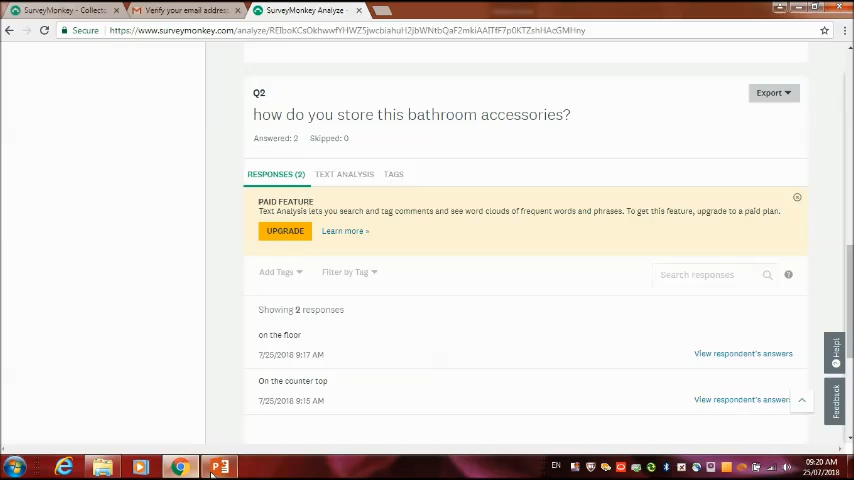 SurveyMonkey - Collecto
Verify your email address
SurveyMonkey Analyze -
Secure
Q2
Export
how do you store this bathroom accessories?
Answered: 2 Skipped: 0
RESPONSES (2) TEXT ANALYSIS TAGS
PAID FEATURE
Text Analysis lets you search and tag comments and see word clouds of frequent words and phrases. To get this feature, upgrade to a paid plan.
UPGRADE Learn more »
Add Tags Filter by Tag Search responses
Showing 2 responses
on the floor
7/25/2018 9:17 AM View respondent's answers
On the counter top
7/25/2018 9:15 AM View respondent's answers
Help!
Feedback
EN
09:20 AM
25/07/2018